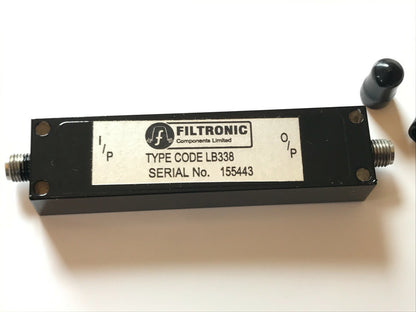 FILTRONIC
Components Limited
I/P
O/P
TYPE CODE LB338
SERIAL No. 155443